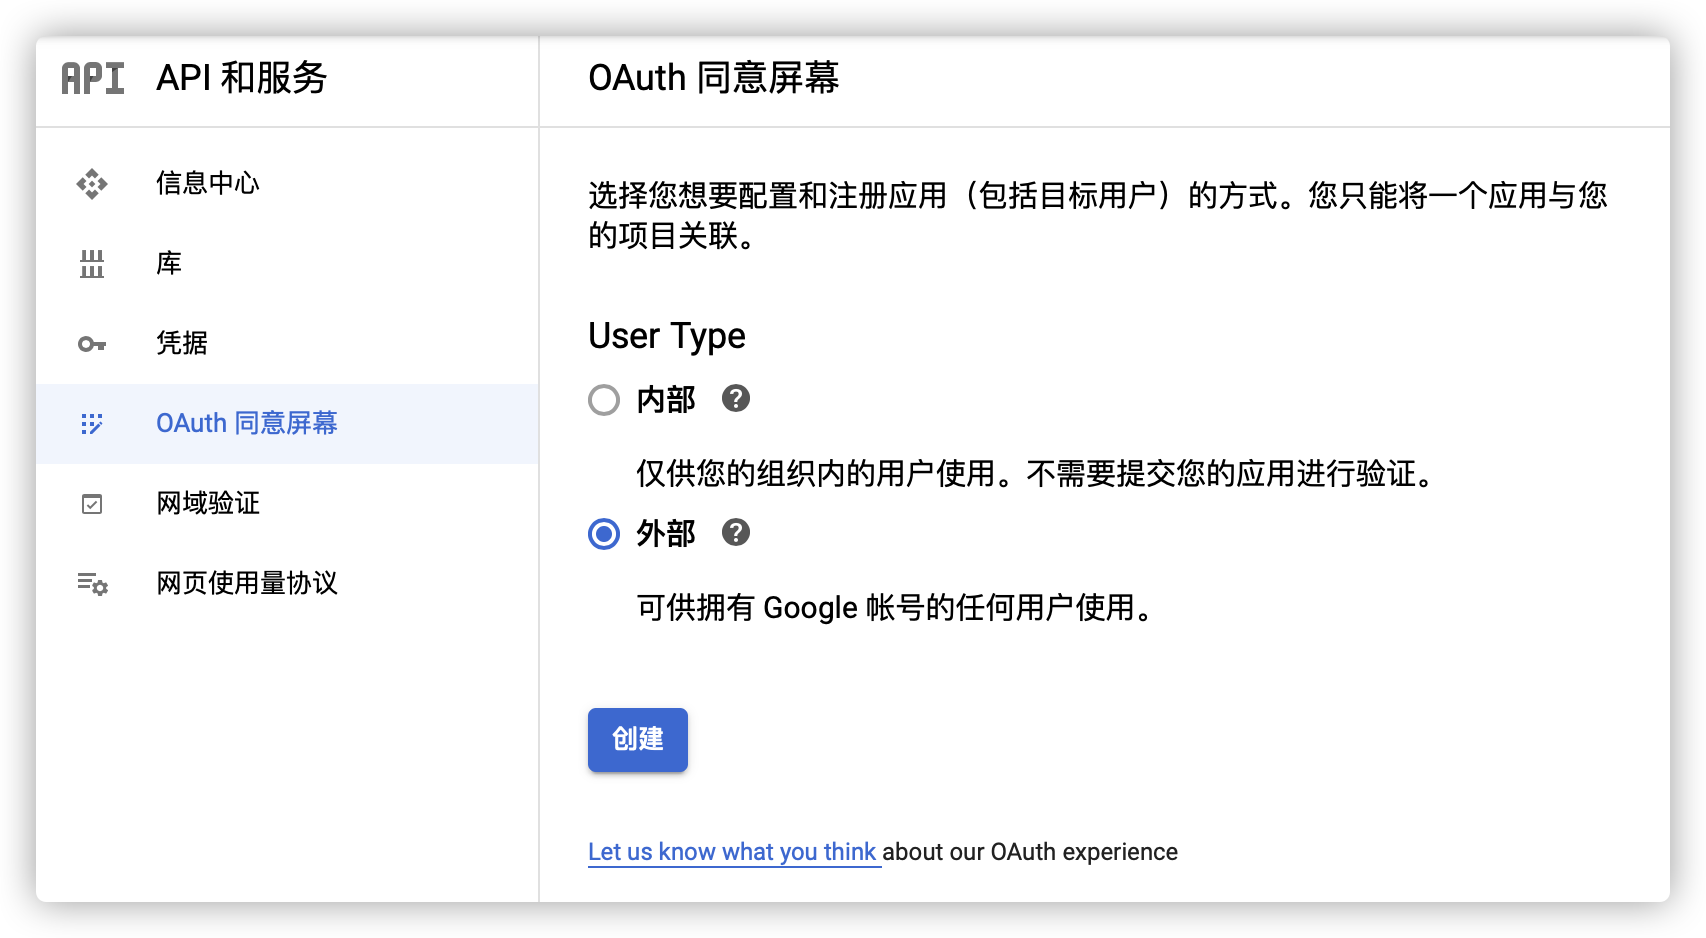 API API 和服务
OAuth 同意屏幕
信息中心
库
凭据
OAuth 同意屏幕
网域验证
网页使用量协议
选择您想要配置和注册应用（包括目标用户）的方式。您只能将一个应用与您
的项目关联。
User Type
内部 ?
仅供您的组织内的用户使用。不需要提交您的应用进行验证。
外部 ?
可供拥有 Google 帐号的任何用户使用。
创建
Let us know what you think about our OAuth experience